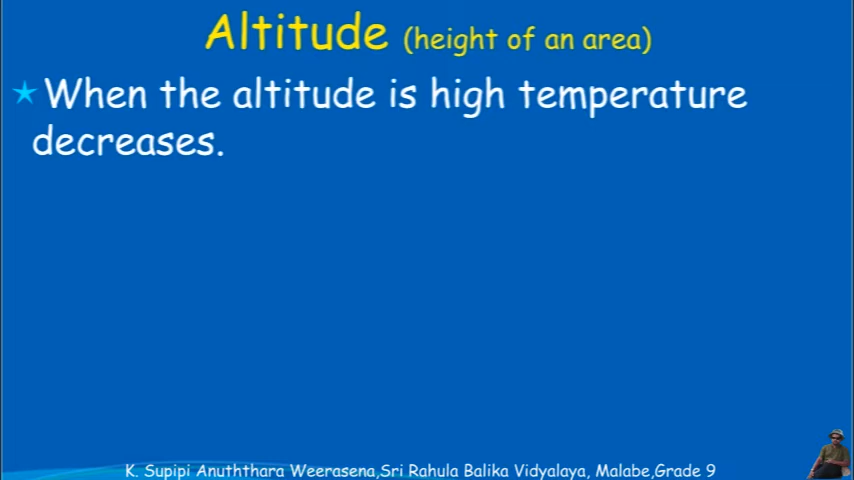 Altitude (height of an area)
When the altitude is high temperature
decreases.
K. Supipi Anuththara Weerasena,Sri Rahula Balika Vidyalaya, Malabe,Grade 9